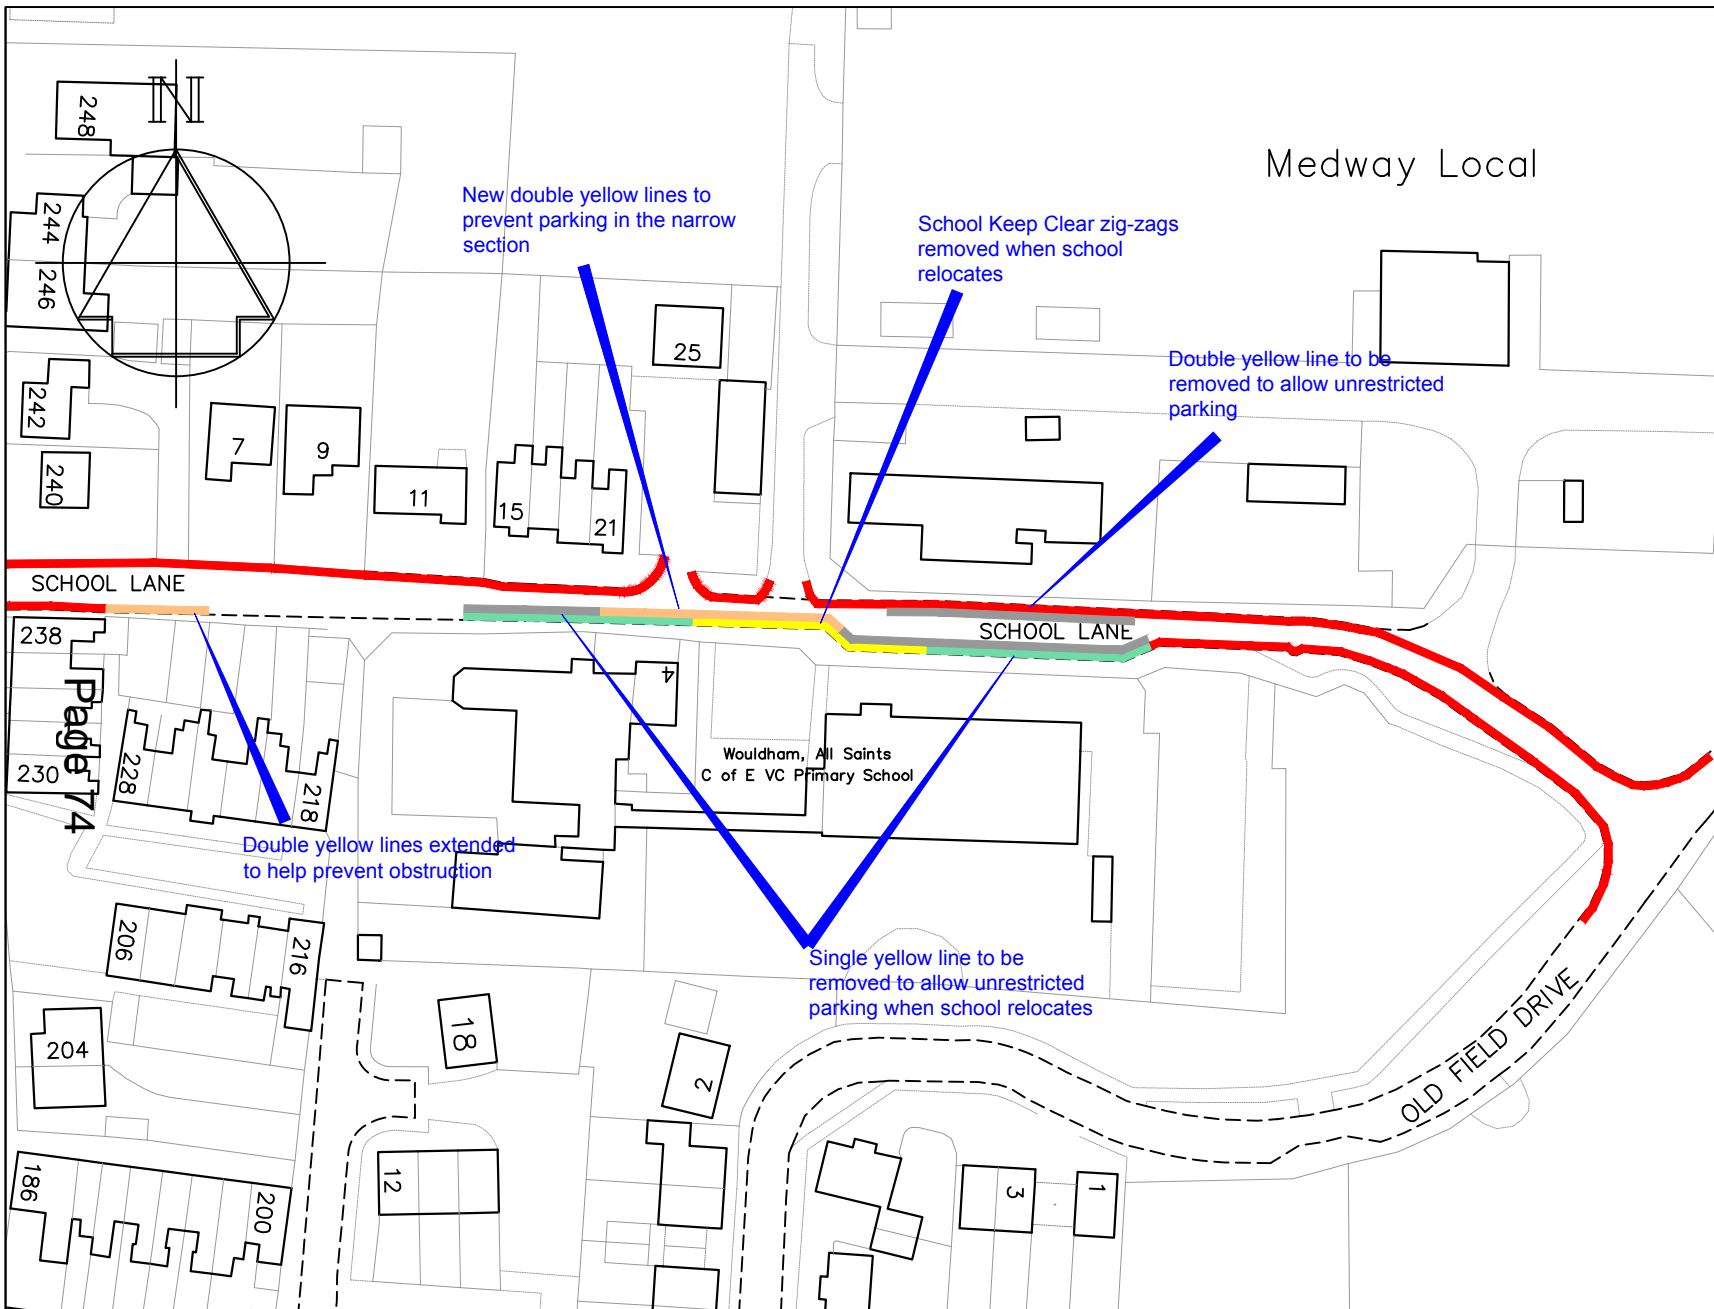 N
Medway Local
New double yellow lines to
prevent parking in the narrow
section
School Keep Clear zig-zags
removed when school
relocates
Double yellow line to be
removed to allow unrestricted
parking
248
244
246
242
240
7
9
11
15
21
25
SCHOOL LANE
SCHOOL LANE
238
230
Page 74
228
218
4
Wouldham, All Saints
C of E VC Primary School
Double yellow lines extended
to help prevent obstruction
Single yellow line to be
removed to allow unrestricted
parking when school relocates
206
216
204
18
2
OLD FIELD DRIVE
186
200
12
3
1